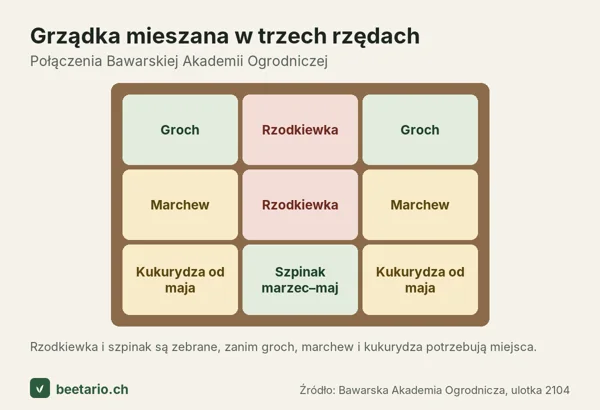 Grządka mieszana w trzech rzędach
Połączenia Bawarskiej Akademii Ogrodniczej
Groch
Rzodkiewka
Groch
Marchew
Rzodkiewka
Marchew
Kukurydza od
maja
Szpinak
marzec–maj
Kukurydza od
maja
Rzodkiewka i szpinak są zebrane, zanim groch, marchew i kukurydza potrzebują miejsca.
beetario.ch
Źródło: Bawarska Akademia Ogrodnicza, ulotka 2104